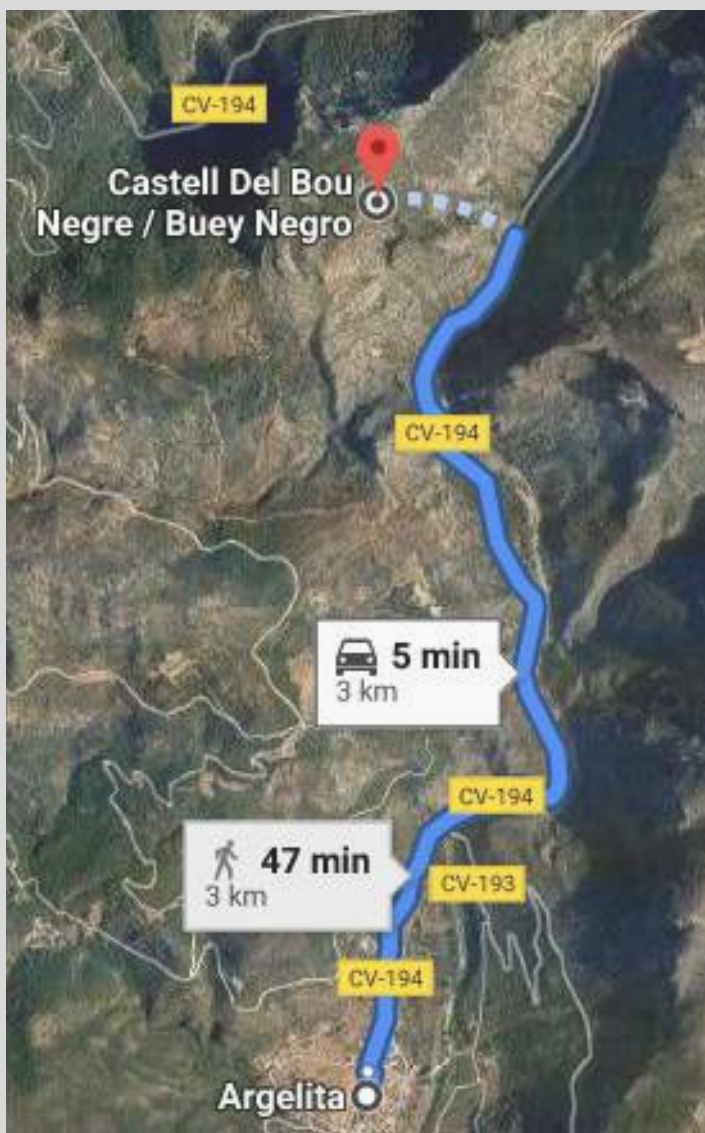 CV-194
Castell Del Bou
Negre / Buey Negro
CV-194
5 min
3 km
CV-194
47 min
3 km
CV-193
CV-194
Argelita